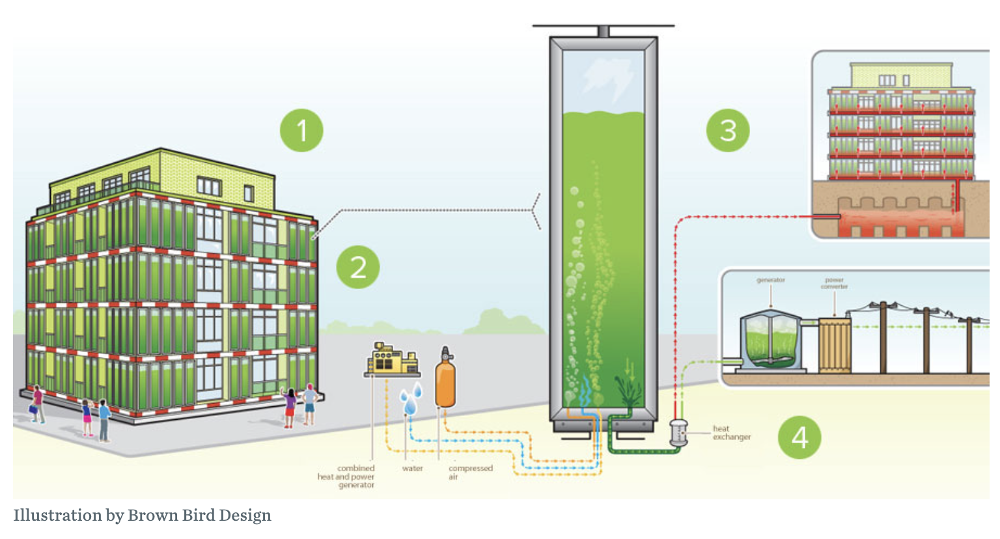 1
2
3
4
generator
power
converter
heat
exchanger
combined
heat and power
generator
water
compressed
air
Illustration by Brown Bird Design